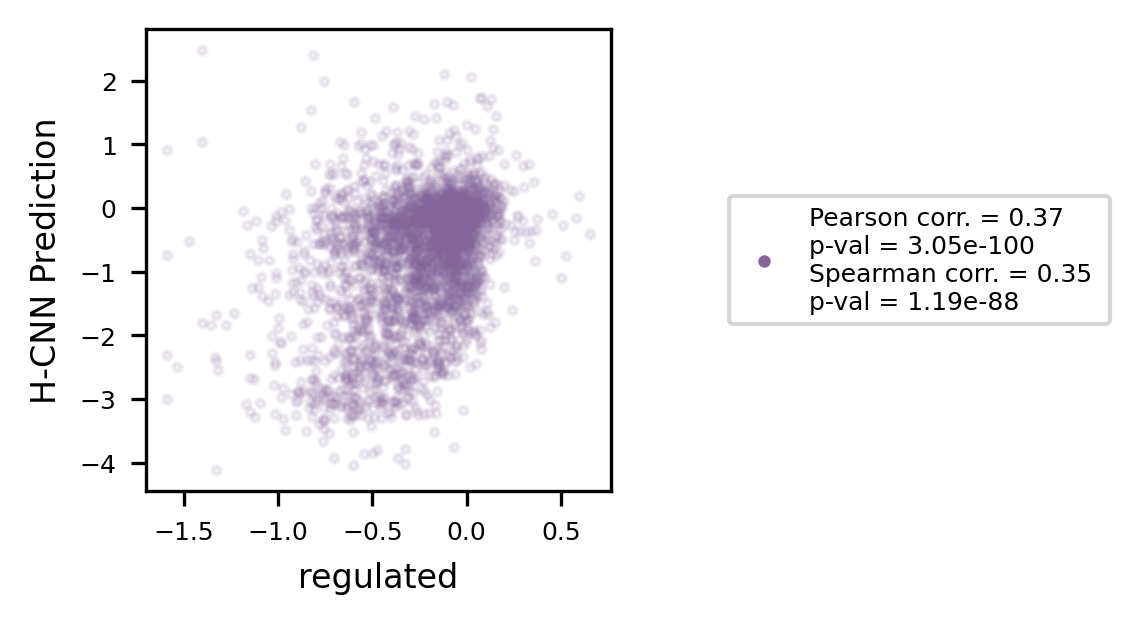 H-CNN Prediction
2
1
0
−1
−2
−3
−4
−1.5 −1.0 −0.5 0.0 0.5
regulated
Pearson corr. = 0.37
p-val = 3.05e-100
Spearman corr. = 0.35
p-val = 1.19e-88